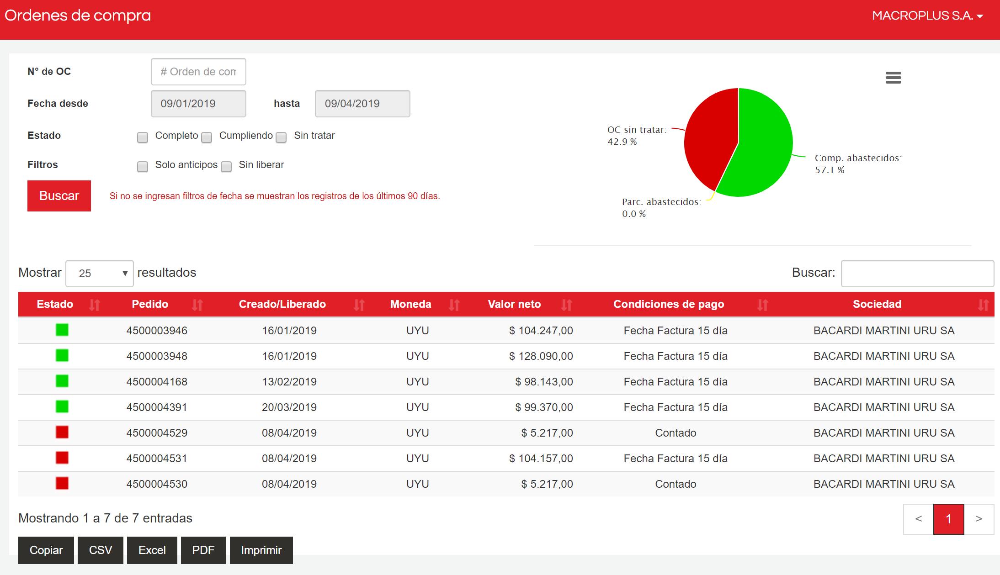 Ordenes de compra
MACROPLUS S.A.
N° de OC
# Orden de com
Fecha desde 09/01/2019 hasta 09/04/2019
Estado Completo Cumpliendo Sin tratar
Filtros Solo anticipos Sin liberar
Buscar Si no se ingresan filtros de fecha se muestran los registros de los últimos 90 días.
OC sin tratar:
42.9 %
Comp. abastecidos:
57.1 %
Parc. abastecidos:
0.0 %
Mostrar 25 resultados
Buscar:
Estado Pedido Creado/Liberado Moneda Valor neto Condiciones de pago Sociedad
4500003946 16/01/2019 UYU $ 104.247,00 Fecha Factura 15 día BACARDI MARTINI URU SA
4500003948 16/01/2019 UYU $ 128.090,00 Fecha Factura 15 día BACARDI MARTINI URU SA
4500004168 13/02/2019 UYU $ 98.143,00 Fecha Factura 15 día BACARDI MARTINI URU SA
4500004391 20/03/2019 UYU $ 99.370,00 Fecha Factura 15 día BACARDI MARTINI URU SA
4500004529 08/04/2019 UYU $ 5.217,00 Contado BACARDI MARTINI URU SA
4500004531 08/04/2019 UYU $ 104.157,00 Fecha Factura 15 día BACARDI MARTINI URU SA
4500004530 08/04/2019 UYU $ 5.217,00 Contado BACARDI MARTINI URU SA
Mostrando 1 a 7 de 7 entradas
< 1 >
Copiar CSV Excel PDF Imprimir